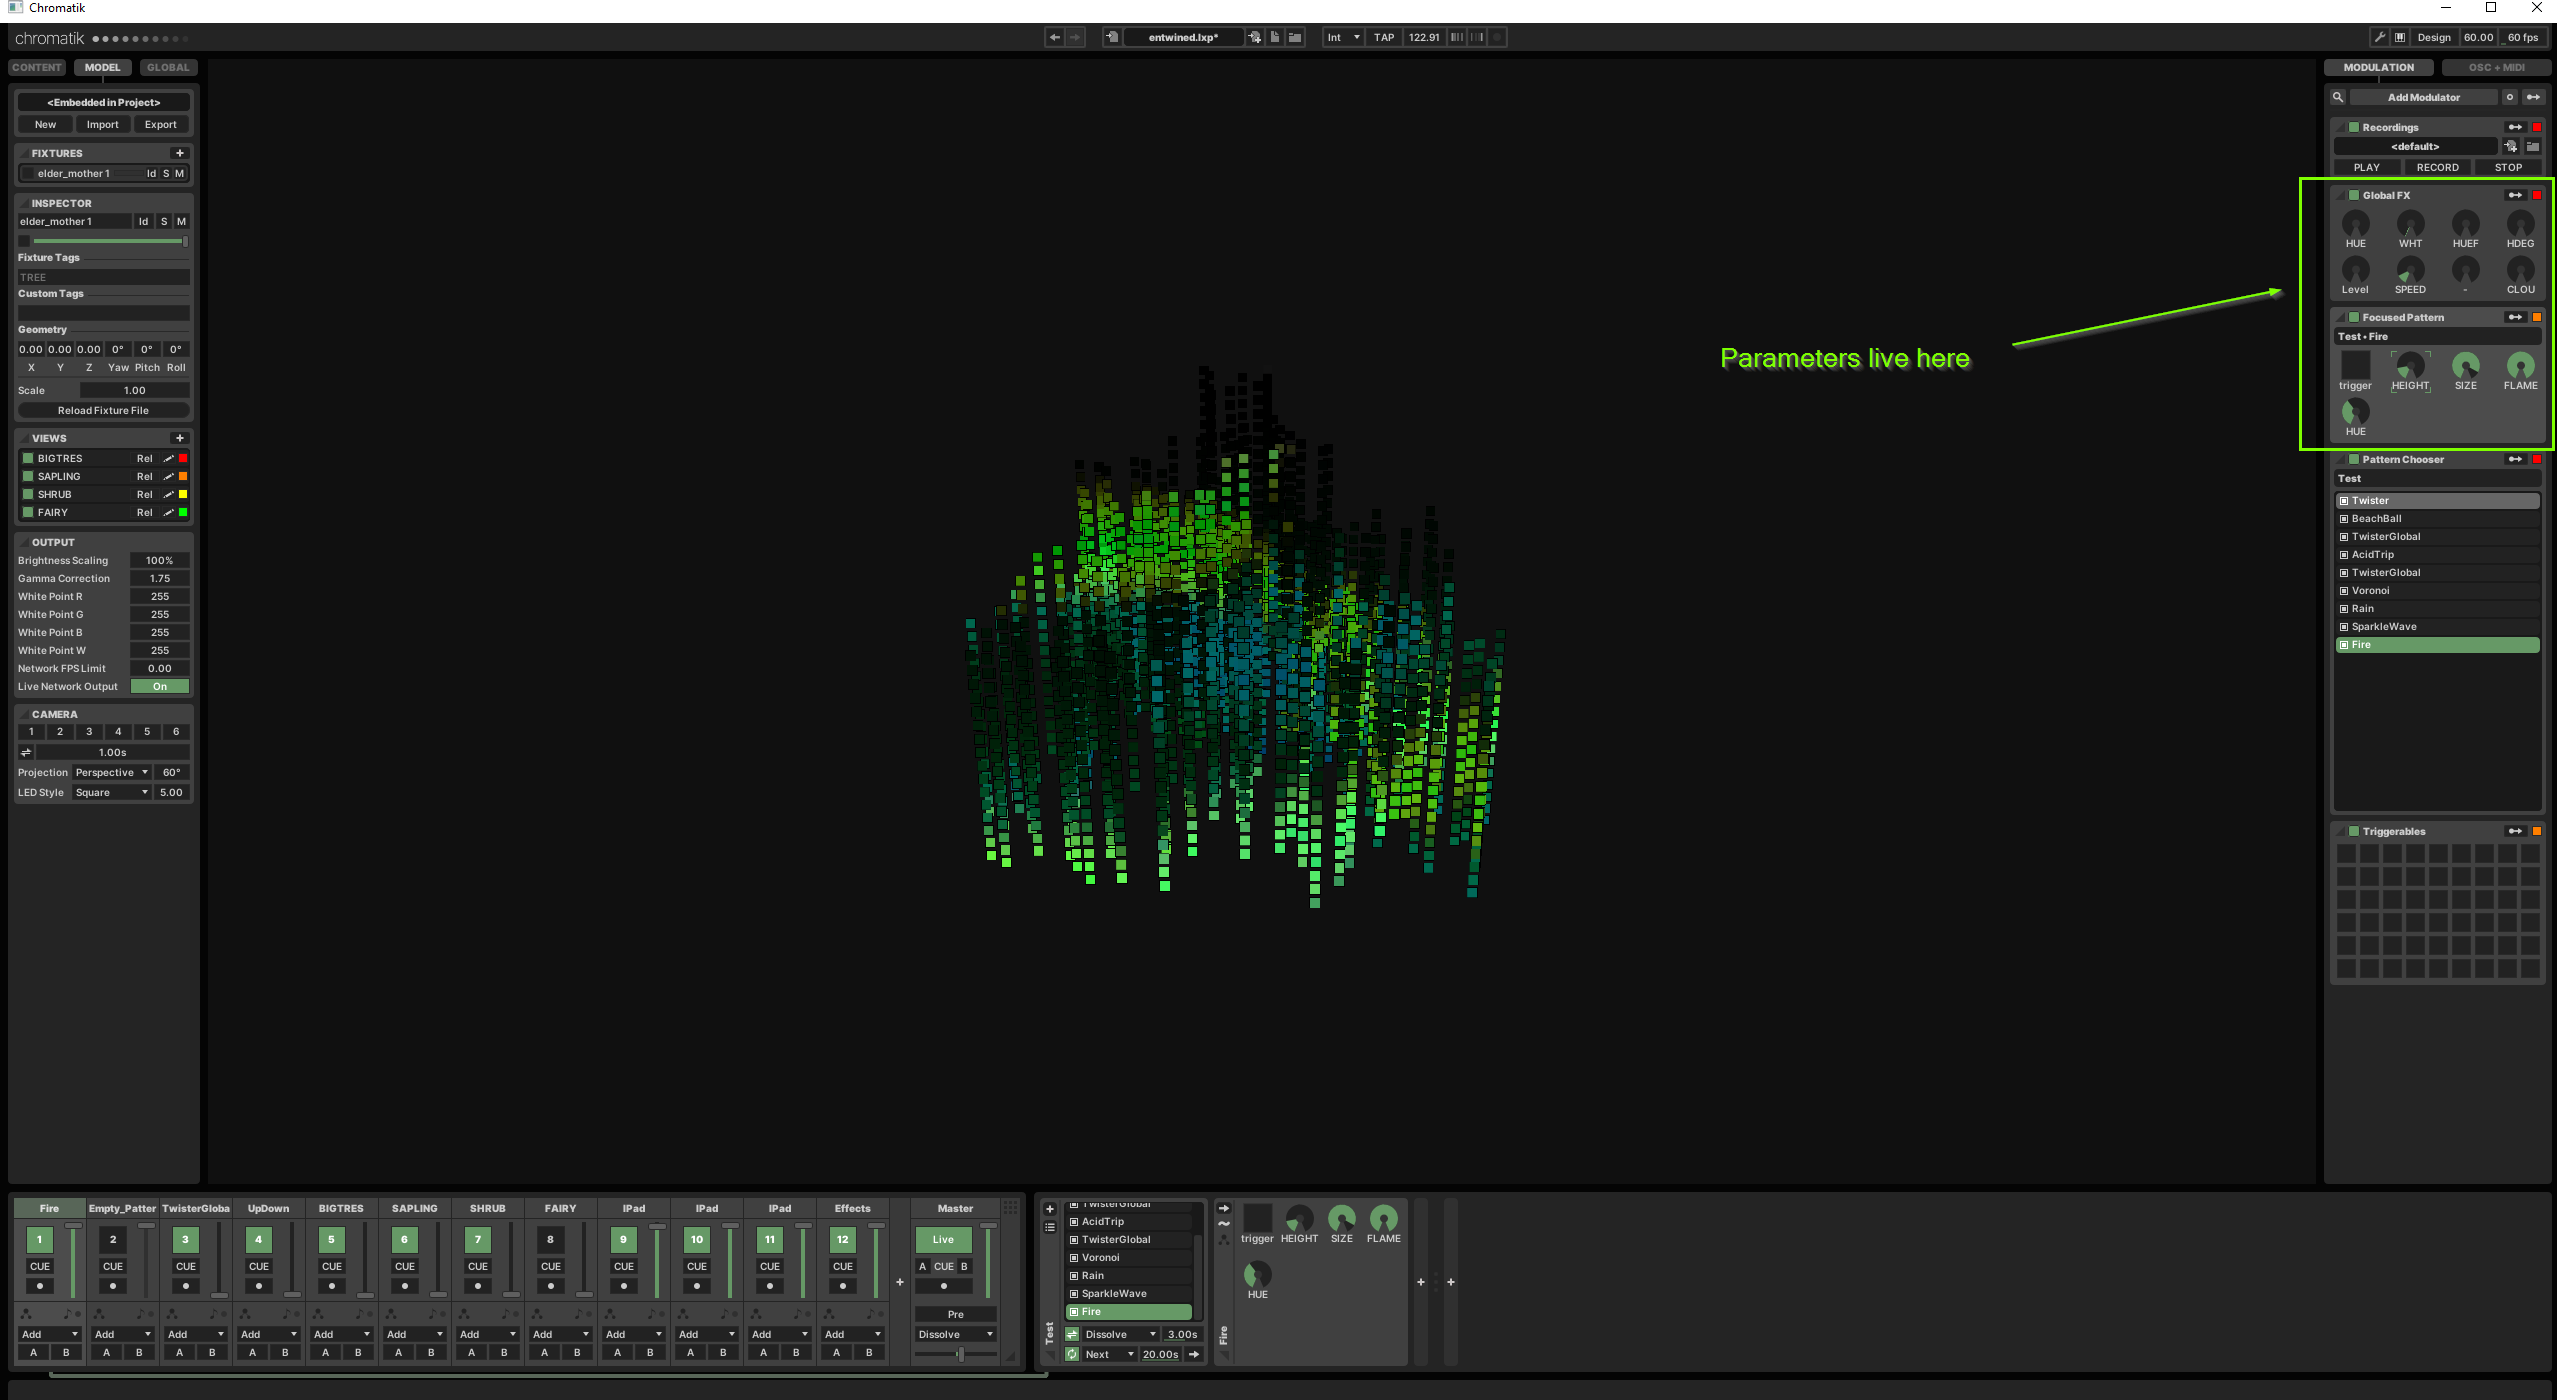 Chromatik
chromatik
entwined.lxp*
Int TAP 122.91
Design 60.00 60 fps
CONTENT MODEL GLOBAL
<Embedded in Project>
New Import Export
FIXTURES +
elder_mother 1 Id S M
INSPECTOR
elder_mother 1 Id S M
Fixture Tags
TREE
Custom Tags
Geometry
0.00 0.00 0.00 0° 0° 0°
X Y Z Yaw Pitch Roll
Scale 1.00
Reload Fixture File
VIEWS +
BIGTRES Rel
SAPLING Rel
SHRUB Rel
FAIRY Rel
OUTPUT
Brightness Scaling 100%
Gamma Correction 1.75
White Point R 255
White Point G 255
White Point B 255
White Point W 255
Network FPS Limit 0.00
Live Network Output On
CAMERA
1 2 3 4 5 6
1.00s
Projection Perspective 60°
LED Style Square 5.00
Parameters live here
MODULATION OSC + MIDI
Add Modulator
Recordings
<default>
PLAY RECORD STOP
Global FX
HUE WHT HUEF HDEG
Level SPEED - CLOU
Focused Pattern
Test • Fire
trigger HEIGHT SIZE FLAME
HUE
Pattern Chooser
Test
Twister
BeachBall
TwisterGlobal
AcidTrip
TwisterGlobal
Voronoi
Rain
SparkleWave
Fire
Triggerables
Fire Empty_Patter TwisterGloba UpDown BIGTRES SAPLING SHRUB FAIRY IPad IPad IPad Effects Master
1 2 3 4 5 6 7 8 9 10 11 12 Live
CUE CUE CUE CUE CUE CUE CUE CUE CUE CUE CUE CUE A CUE B
+
Pre
Add Add Add Add Add Add Add Add Add Add Add Add Dissolve
A B A B A B A B A B A B A B A B A B A B A B A B
+
Test
TwisterGlobal
AcidTrip
TwisterGlobal
Voronoi
Rain
SparkleWave
Fire
Dissolve 3.00s
Next 20.00s
Fire
trigger HEIGHT SIZE FLAME
HUE
+ +